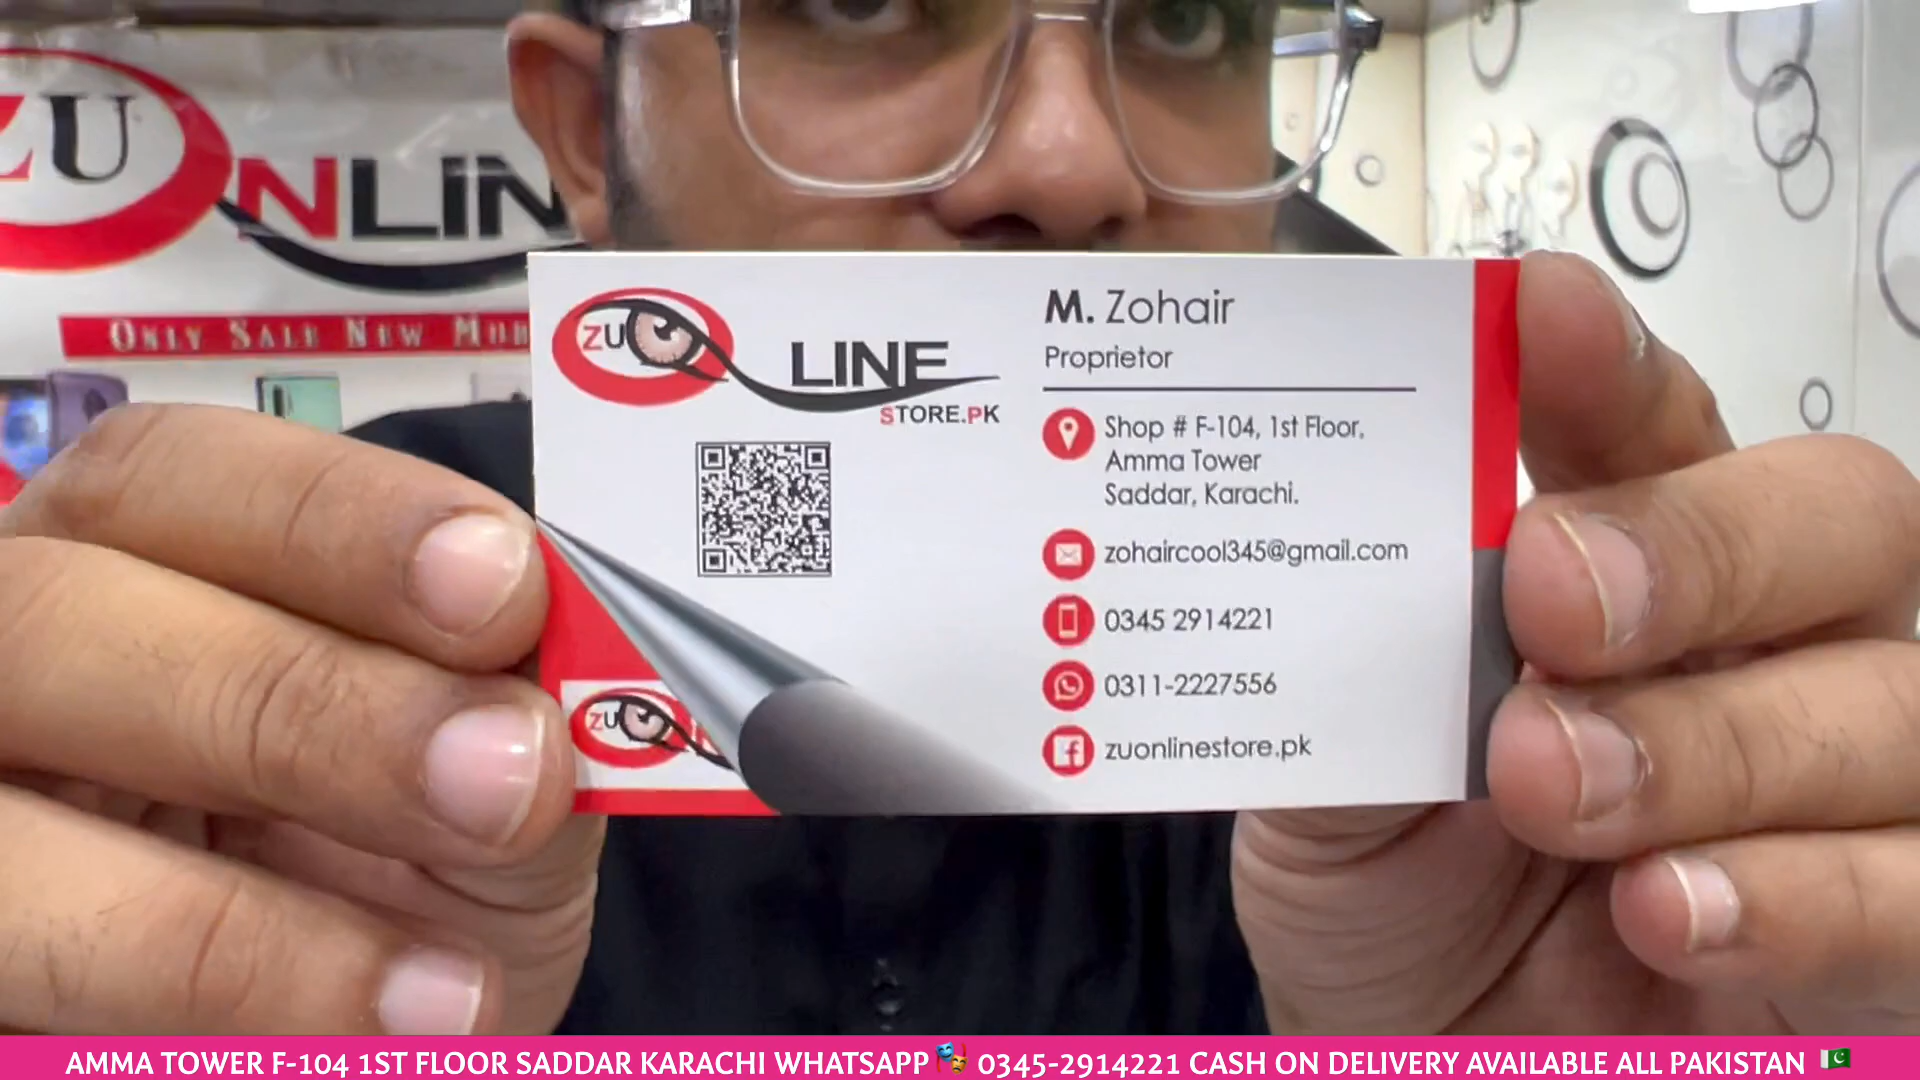 ZU
NLIN
ONLY SALE NEW MOB
ZU
LINE
STORE.PK
M. Zohair
Proprietor
Shop # F-104, 1st Floor,
Amma Tower
Saddar, Karachi.
zohaircool345@gmail.com
0345 2914221
0311-2227556
zuonlinestore.pk
ZU
AMMA TOWER F-104 1ST FLOOR SADDAR KARACHI WHATSAPP🎭 0345-2914221 CASH ON DELIVERY AVAILABLE ALL PAKISTAN 🇵🇰